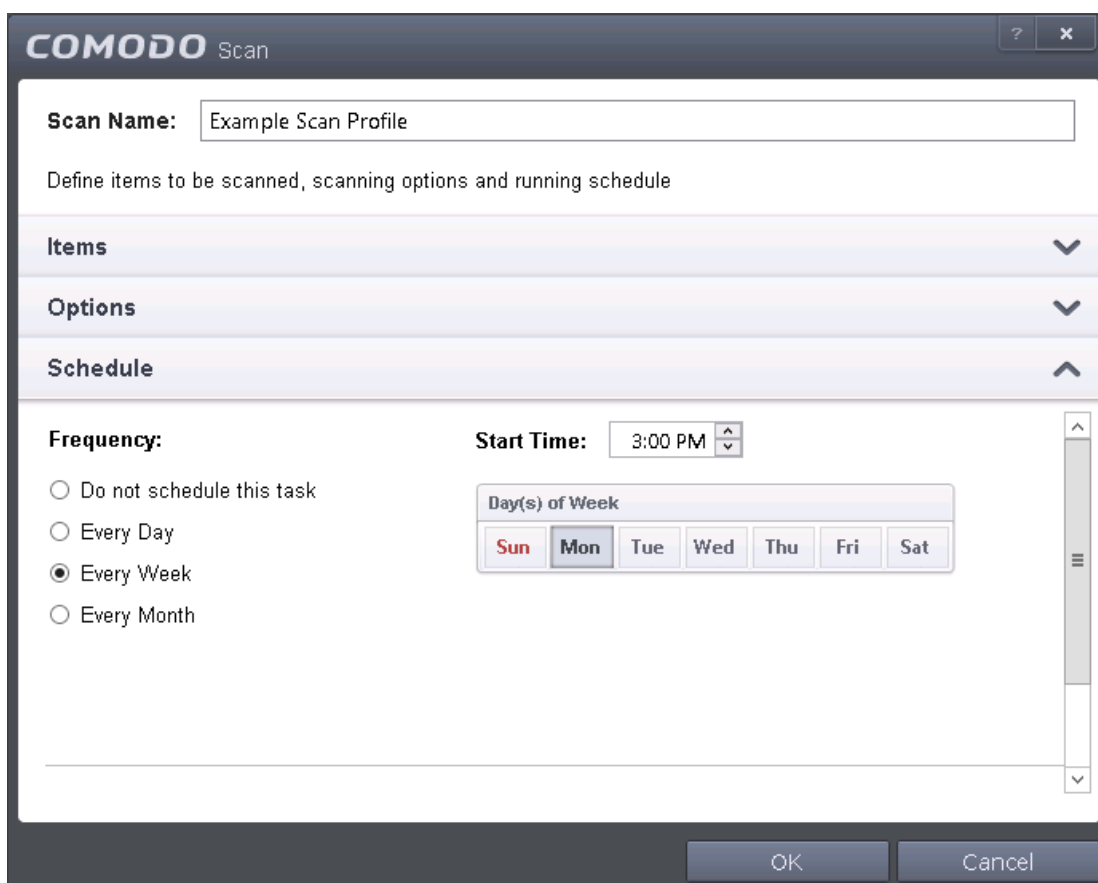 COMODO Scan ?
Scan Name: Example Scan Profile
Define items to be scanned, scanning options and running schedule
Items
Options
Schedule
Frequency:
Do not schedule this task
Every Day
Every Week
Every Month
Start Time: 3:00 PM
Day(s) of Week
Sun Mon Tue Wed Thu Fri Sat
OK Cancel